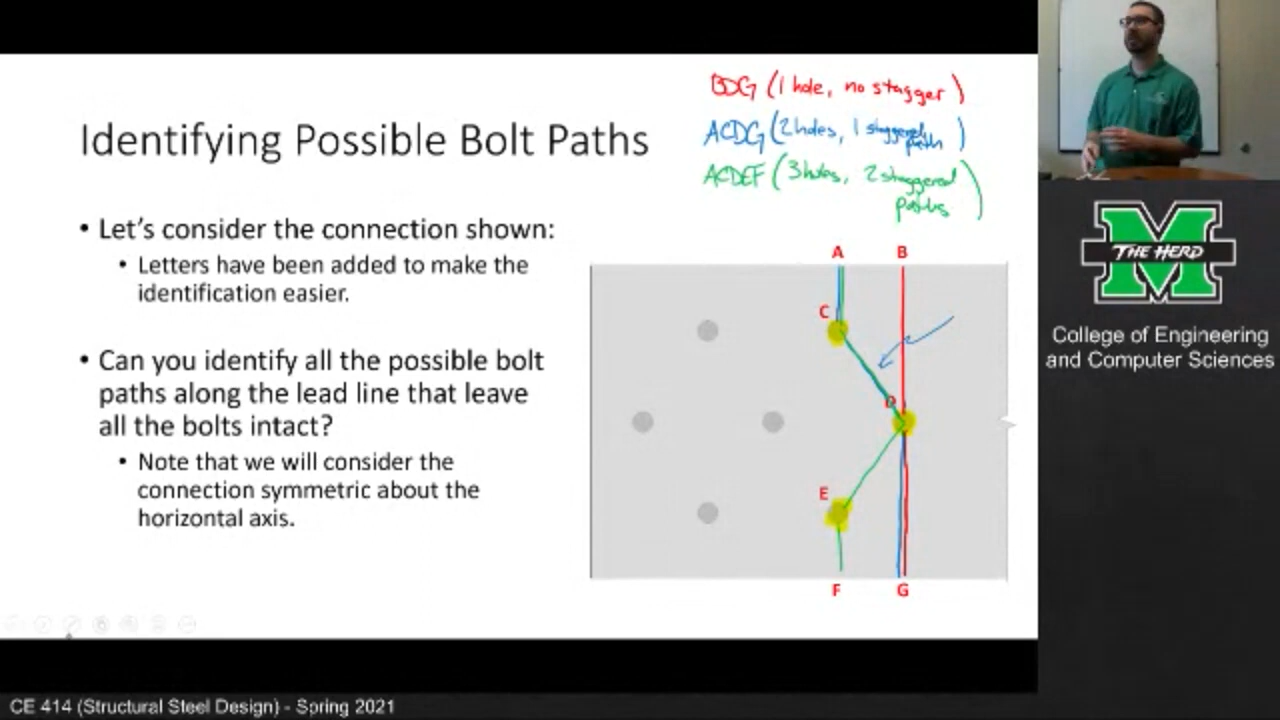 BDG (1 hole, no stagger)
ACDG (2 holes, 1 staggered
path)
ACDEF (3 holes, 2 staggered
paths)
Identifying Possible Bolt Paths
• Let's consider the connection shown:
• Letters have been added to make the
identification easier.
• Can you identify all the possible bolt
paths along the lead line that leave
all the bolts intact?
• Note that we will consider the
connection symmetric about the
horizontal axis.
A B
C
D
E
F G
THE HERD
College of Engineering
and Computer Sciences
CE 414 (Structural Steel Design) - Spring 2021